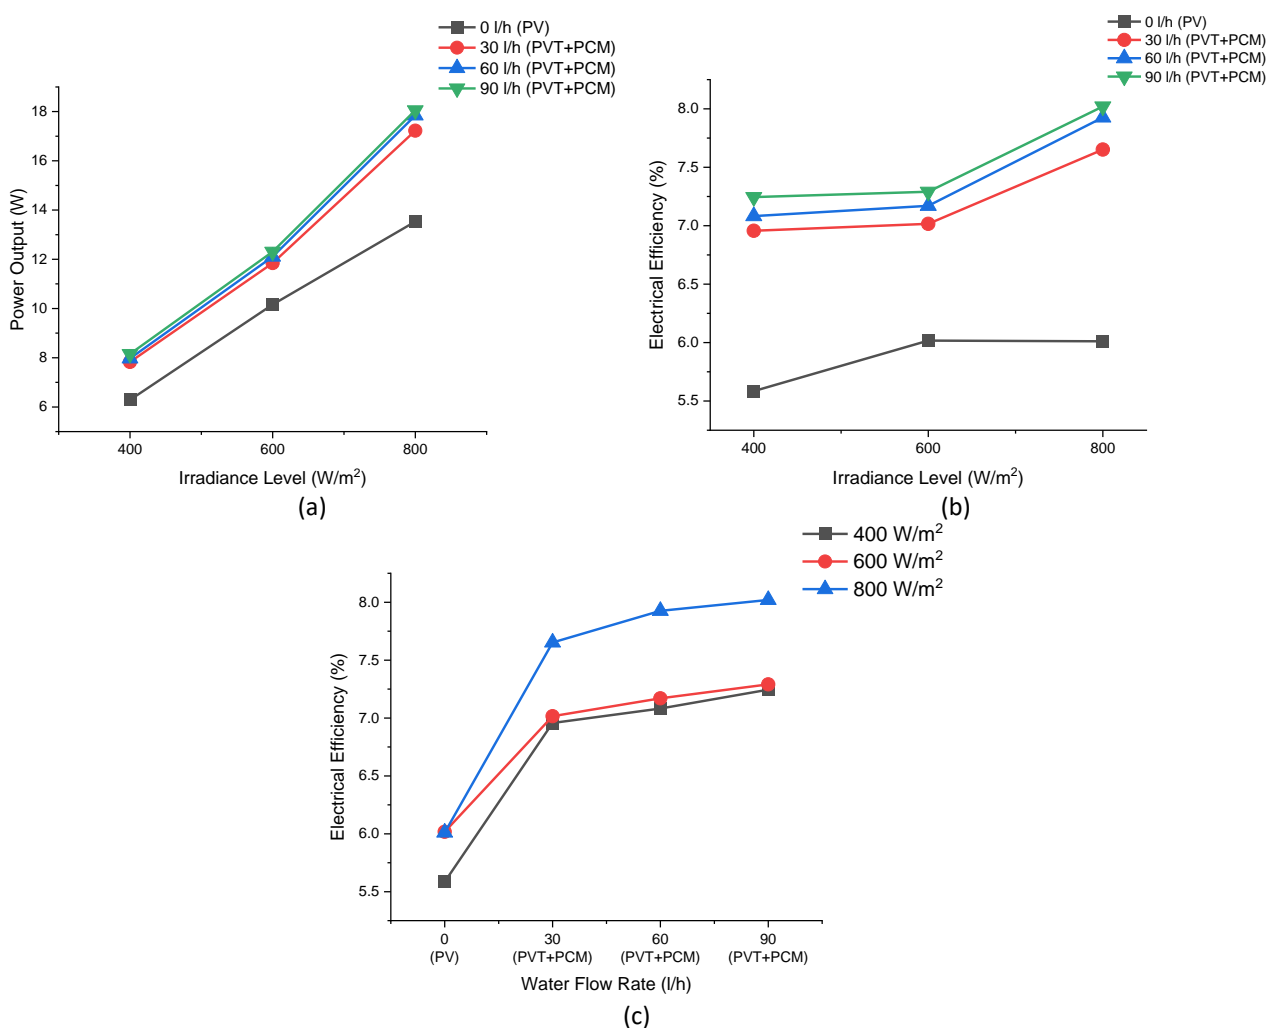 0 l/h (PV)
30 l/h (PVT+PCM)
60 l/h (PVT+PCM)
90 l/h (PVT+PCM)
18
16
14
12
10
8
6
Power Output (W)
400
600
800
Irradiance Level (W/m²)
(a)
0 l/h (PV)
30 l/h (PVT+PCM)
60 l/h (PVT+PCM)
90 l/h (PVT+PCM)
8.0
7.5
7.0
6.5
6.0
5.5
Electrical Efficiency (%)
400
600
800
Irradiance Level (W/m²)
(b)
400 W/m²
600 W/m²
800 W/m²
8.0
7.5
7.0
6.5
6.0
5.5
Electrical Efficiency (%)
0
(PV)
30
(PVT+PCM)
60
(PVT+PCM)
90
(PVT+PCM)
Water Flow Rate (l/h)
(c)